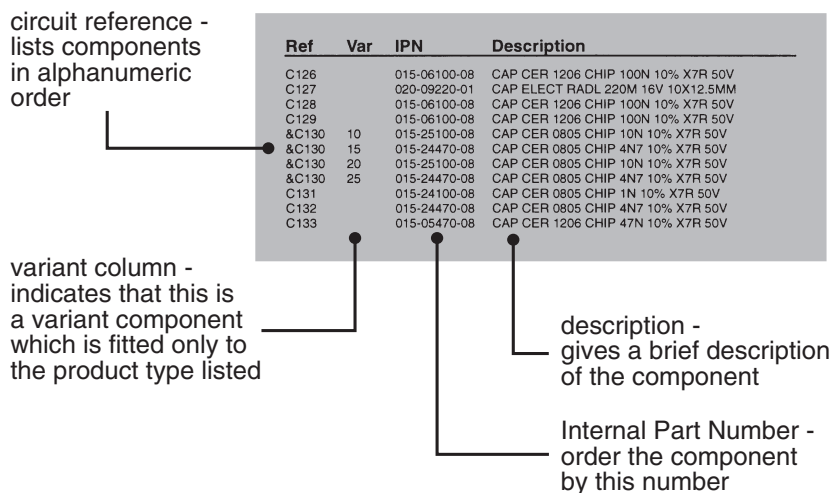 circuit reference -
lists components
in alphanumeric
order
Ref Var IPN Description
C126 015-06100-08 CAP CER 1206 CHIP 100N 10% X7R 50V
C127 020-09220-01 CAP ELECT RADL 220M 16V 10X12.5MM
C128 015-06100-08 CAP CER 1206 CHIP 100N 10% X7R 50V
C129 015-06100-08 CAP CER 1206 CHIP 100N 10% X7R 50V
&C130 10 015-25100-08 CAP CER 0805 CHIP 10N 10% X7R 50V
&C130 15 015-24470-08 CAP CER 0805 CHIP 4N7 10% X7R 50V
&C130 20 015-25100-08 CAP CER 0805 CHIP 10N 10% X7R 50V
&C130 25 015-24470-08 CAP CER 0805 CHIP 4N7 10% X7R 50V
C131 015-24100-08 CAP CER 0805 CHIP 1N 10% X7R 50V
C132 015-24470-08 CAP CER 0805 CHIP 4N7 10% X7R 50V
C133 015-05470-08 CAP CER 1206 CHIP 47N 10% X7R 50V
variant column -
indicates that this is
a variant component
which is fitted only to
the product type listed
description -
gives a brief description
of the component
Internal Part Number -
order the component
by this number